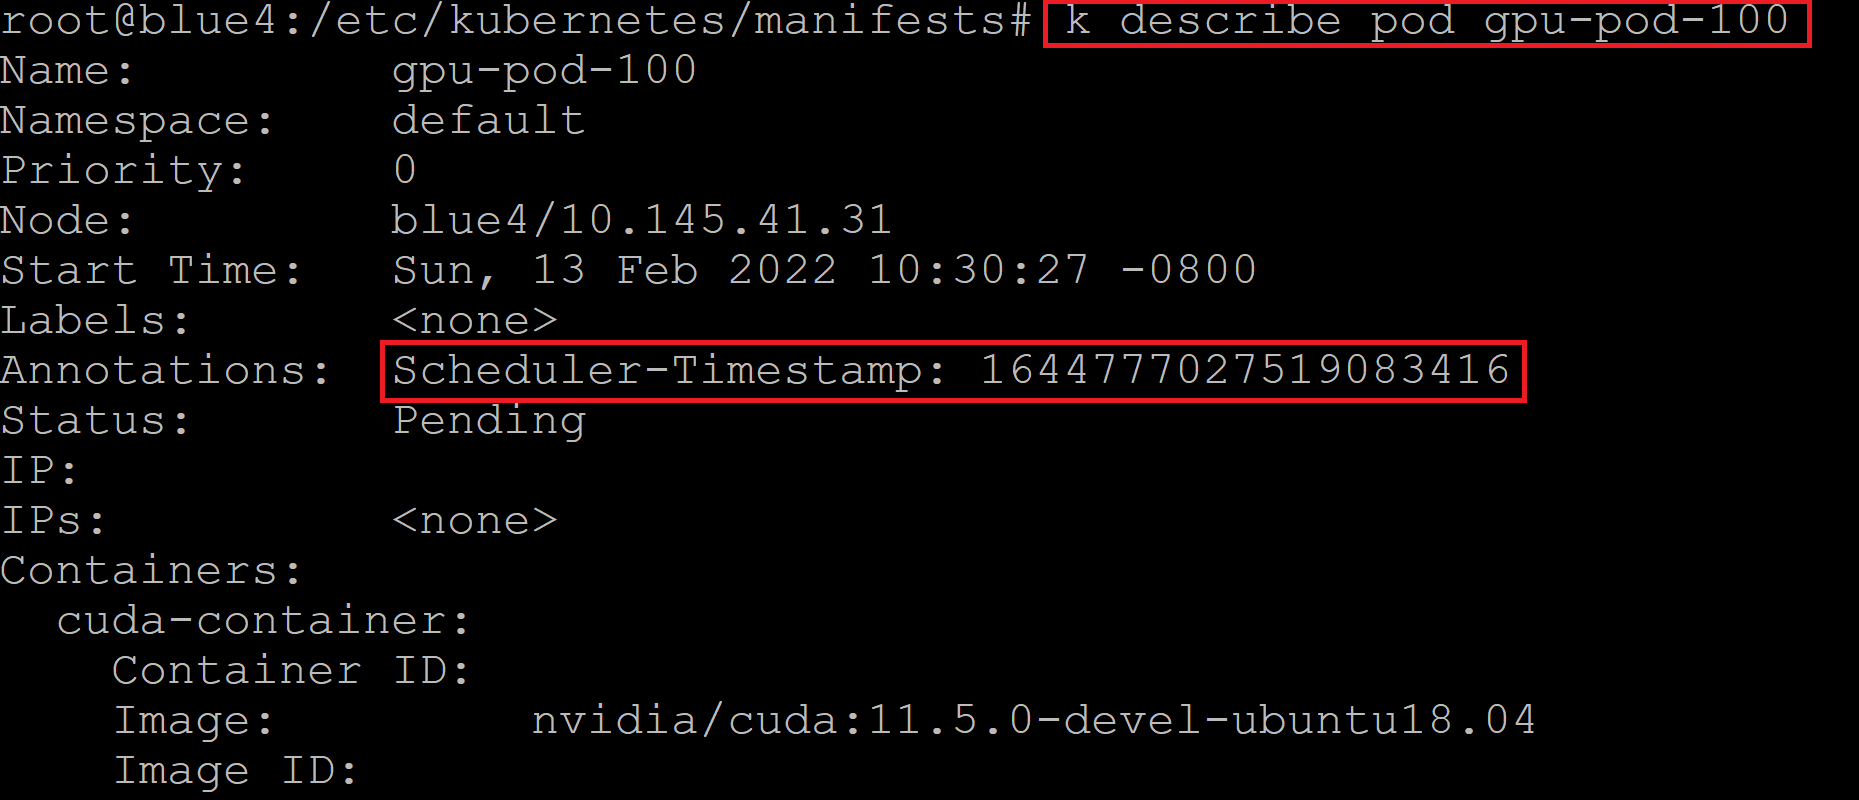 root@blue4:/etc/kubernetes/manifests# k describe pod gpu-pod-100
Name: gpu-pod-100
Namespace: default
Priority: 0
Node: blue4/10.145.41.31
Start Time: Sun, 13 Feb 2022 10:30:27 -0800
Labels: <none>
Annotations: Scheduler-Timestamp: 1644777027519083416
Status: Pending
IP:
IPs: <none>
Containers:
cuda-container:
Container ID:
Image: nvidia/cuda:11.5.0-devel-ubuntu18.04
Image ID: